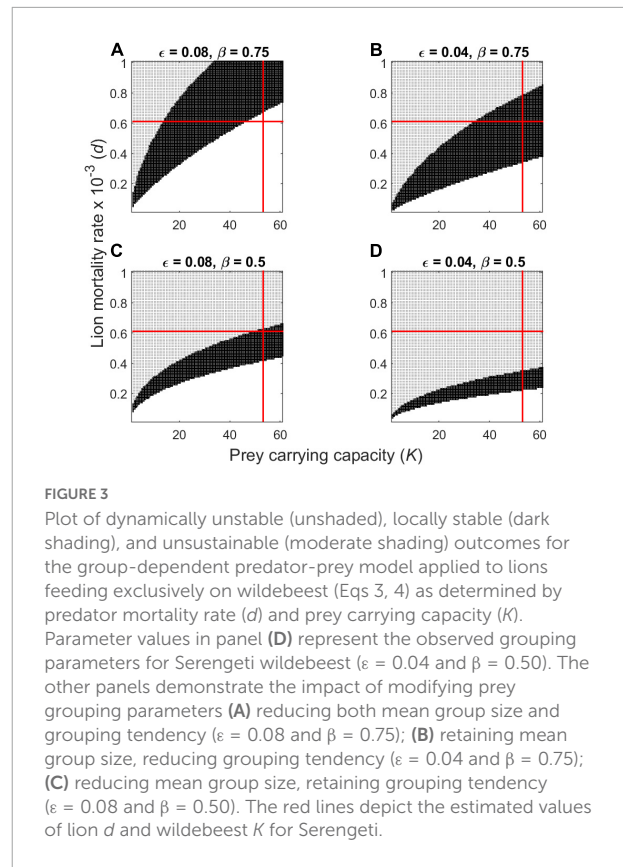 A
ϵ = 0.08, β = 0.75
B
ϵ = 0.04, β = 0.75
1
0.8
0.6
0.4
0.2
20
40
60
1
0.8
0.6
0.4
0.2
20
40
60
C
ϵ = 0.08, β = 0.5
D
ϵ = 0.04, β = 0.5
1
0.8
0.6
0.4
0.2
20
40
60
1
0.8
0.6
0.4
0.2
20
40
60
Lion mortality rate x 10⁻³ (d)
Prey carrying capacity (K)
FIGURE 3
Plot of dynamically unstable (unshaded), locally stable (dark
shading), and unsustainable (moderate shading) outcomes for
the group-dependent predator-prey model applied to lions
feeding exclusively on wildebeest (Eqs 3, 4) as determined by
predator mortality rate (d) and prey carrying capacity (K).
Parameter values in panel (D) represent the observed grouping
parameters for Serengeti wildebeest (ε = 0.04 and β = 0.50). The
other panels demonstrate the impact of modifying prey
grouping parameters (A) reducing both mean group size and
grouping tendency (ε = 0.08 and β = 0.75); (B) retaining mean
group size, reducing grouping tendency (ε = 0.04 and β = 0.75);
(C) reducing mean group size, retaining grouping tendency
(ε = 0.08 and β = 0.50). The red lines depict the estimated values
of lion d and wildebeest K for Serengeti.